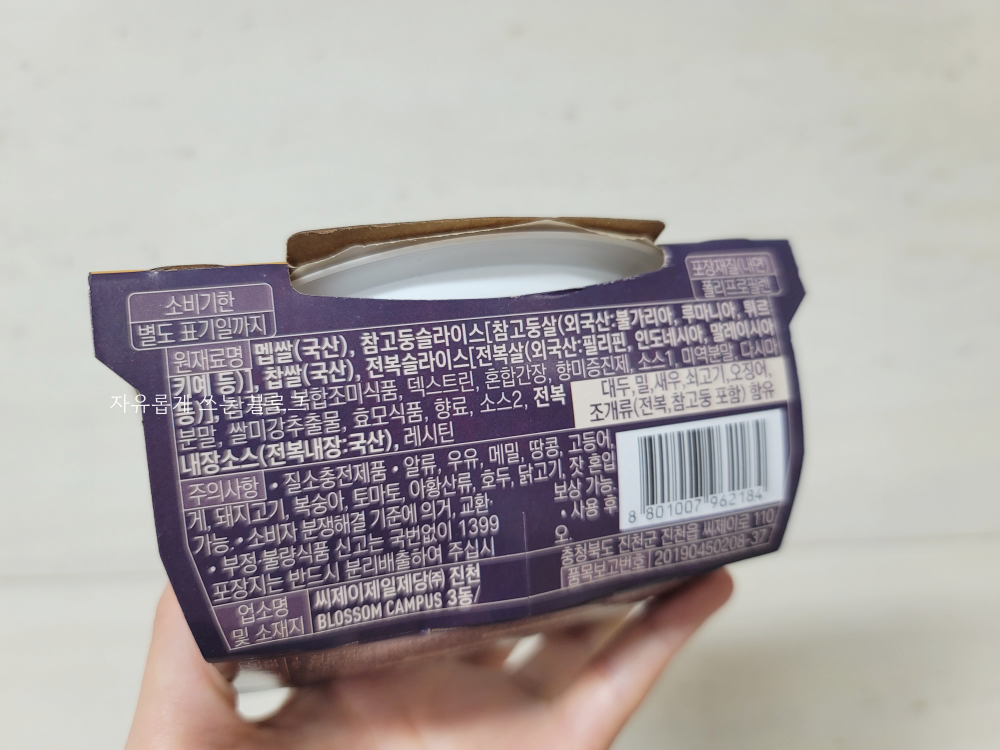 소비기한
별도 표기일까지
포장재질(내면)
폴리프로필렌
원재료명
멥쌀(국산), 참고둥슬라이스[참고둥살(외국산:불가리아, 루마니아, 튀르
키예 등)], 찹쌀(국산), 전복슬라이스[전복살(외국산:필리핀, 인도네시아, 말레이시아
등)], 복합조미식품, 덱스트린, 혼합간장, 향미증진제, 소스1, 미역분말, 다시마
분말, 쌀미강추출물, 효모식품, 향료, 소스2, 전복
내장소스(전복내장:국산), 레시틴
대두, 밀, 새우, 쇠고기, 오징어,
조개류(전복,참고둥 포함) 함유
자유롭게 쓰는 블로그
주의사항
• 질소충전제품 • 알류, 우유, 메밀, 땅콩, 고등어,
게, 돼지고기, 복숭아, 토마토, 아황산류, 호두, 닭고기, 잣 혼입
가능. • 소비자 분쟁해결 기준에 의거, 교환· 보상 가능.
• 부정·불량식품 신고는 국번없이 1399 • 사용 후
포장지는 반드시 분리배출하여 주십시오.
8 801007 962184
업소명
및 소재지
씨제이제일제당㈜ 진천
BLOSSOM CAMPUS 3동/
충청북도 진천군 진천읍 씨제이로 110
품목보고번호 20190450208-37